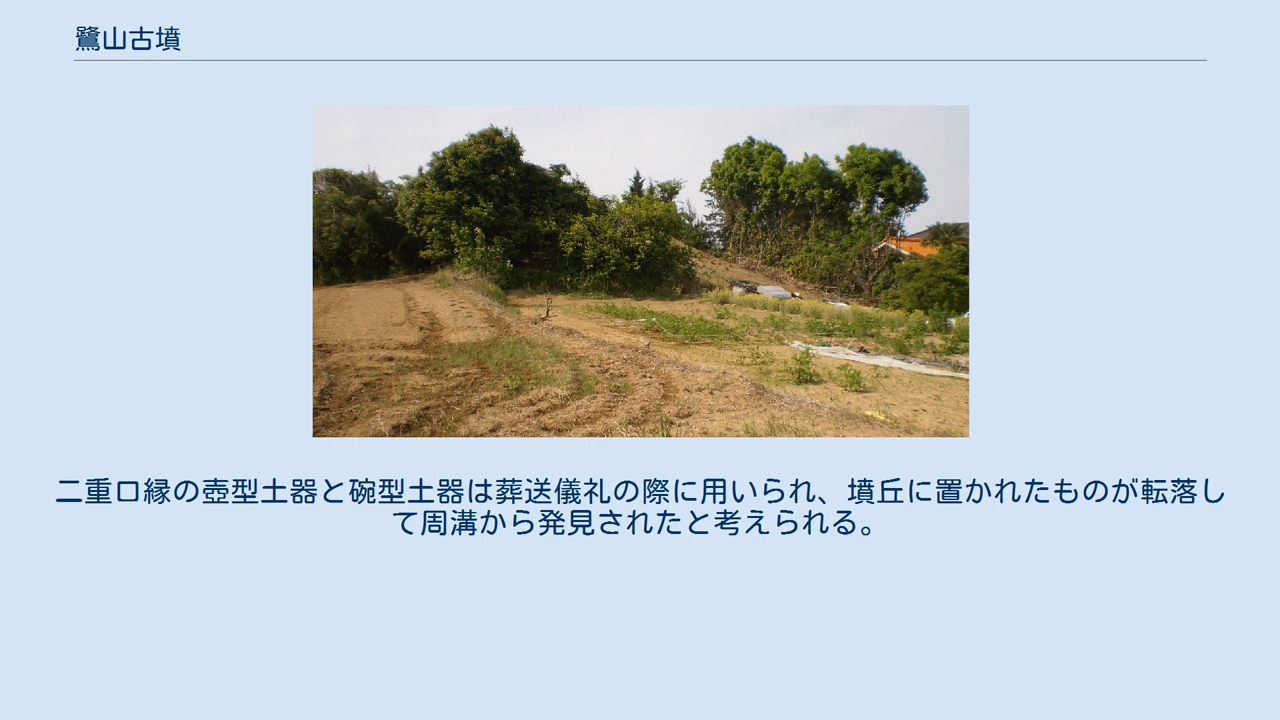 鷺山古墳
二重口縁の壺型土器と碗型土器は葬送儀礼の際に用いられ、墳丘に置かれたものが転落し
て周溝から発見されたと考えられる。